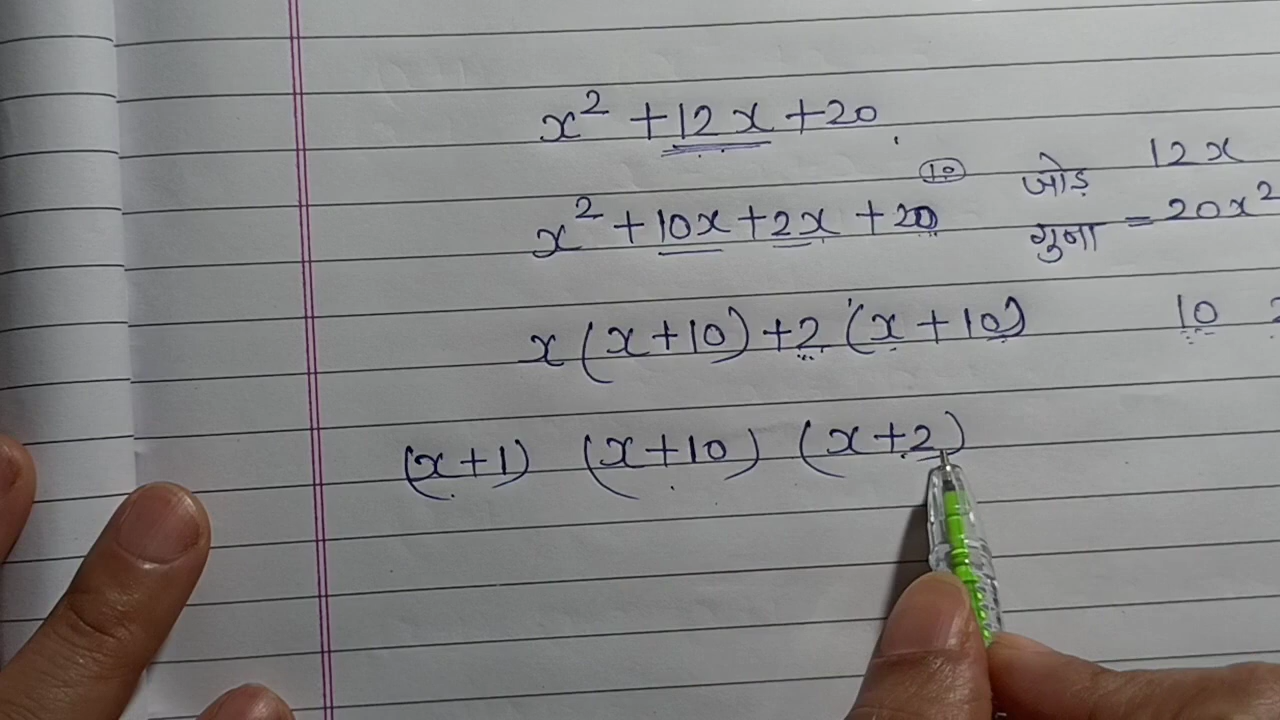 x² + 12x + 20
x² + 10x + 2x + 20
10
x(x + 10) + 2(x + 10)
(x + 1) (x + 10) (x + 2)
जोड़ 12x
गुना = 20x²
10